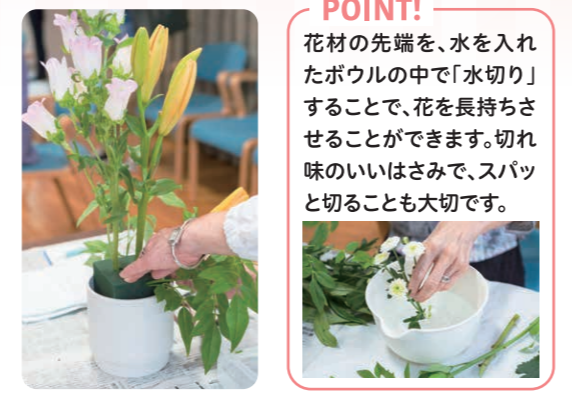 POINT!
花材の先端を、水を入れ
たボウルの中で「水切り」
することで、花を長持ちさ
せることができます。切れ
味のいいはさみで、スパッ
と切ることも大切です。